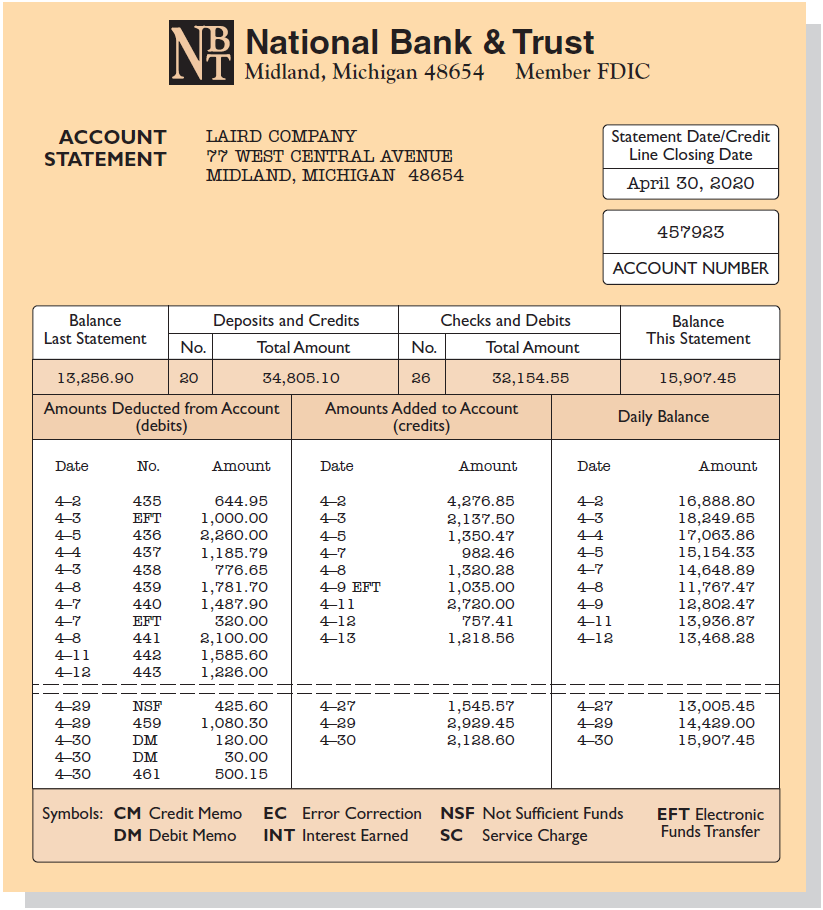 NBT National Bank & Trust
Midland, Michigan 48654 Member FDIC
ACCOUNT STATEMENT
LAIRD COMPANY
77 WEST CENTRAL AVENUE
MIDLAND, MICHIGAN 48654
Statement Date/Credit
Line Closing Date
April 30, 2020
457923
ACCOUNT NUMBER
Balance Last Statement Deposits and Credits Checks and Debits Balance This Statement
No. Total Amount No. Total Amount
13,256.90 20 34,805.10 26 32,154.55 15,907.45
Amounts Deducted from Account (debits) Amounts Added to Account (credits) Daily Balance
Date No. Amount Date Amount Date Amount
4–2 435 644.95 4–2 4,276.85 4–2 16,888.80
4–3 EFT 1,000.00 4–3 2,137.50 4–3 18,249.65
4–5 436 2,260.00 4–5 1,350.47 4–4 17,063.86
4–4 437 1,185.79 4–7 982.46 4–5 15,154.33
4–3 438 776.65 4–8 1,320.28 4–7 14,648.89
4–8 439 1,781.70 4–9 EFT 1,035.00 4–8 11,767.47
4–7 440 1,487.90 4–11 2,720.00 4–9 12,802.47
4–7 EFT 320.00 4–12 757.41 4–11 13,936.87
4–8 441 2,100.00 4–13 1,218.56 4–12 13,468.28
4–11 442 1,585.60
4–12 443 1,226.00
4–29 NSF 425.60 4–27 1,545.57 4–27 13,005.45
4–29 459 1,080.30 4–29 2,929.45 4–29 14,429.00
4–30 DM 120.00 4–30 2,128.60 4–30 15,907.45
4–30 DM 30.00
4–30 461 500.15
Symbols: CM Credit Memo EC Error Correction NSF Not Sufficient Funds EFT Electronic
DM Debit Memo INT Interest Earned SC Service Charge Funds Transfer